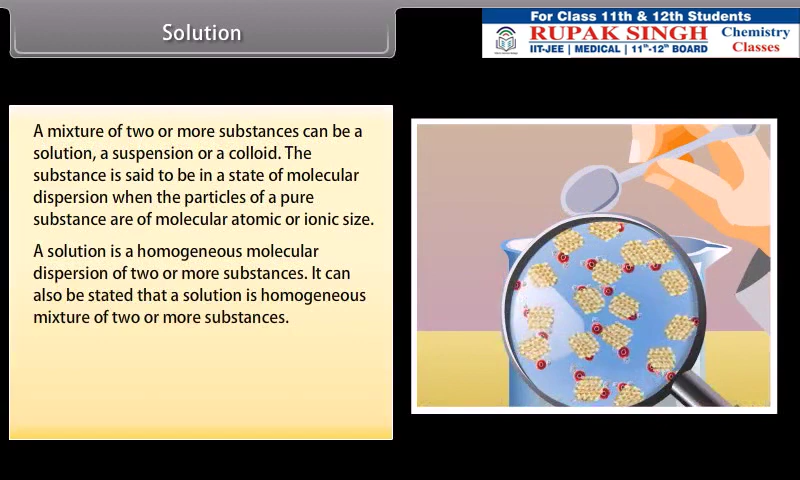 Solution
For Class 11th & 12th Students
RUPAK SINGH
IIT-JEE | MEDICAL | 11th-12th BOARD
Chemistry
Classes
A mixture of two or more substances can be a
solution, a suspension or a colloid. The
substance is said to be in a state of molecular
dispersion when the particles of a pure
substance are of molecular atomic or ionic size.
A solution is a homogeneous molecular
dispersion of two or more substances. It can
also be stated that a solution is homogeneous
mixture of two or more substances.